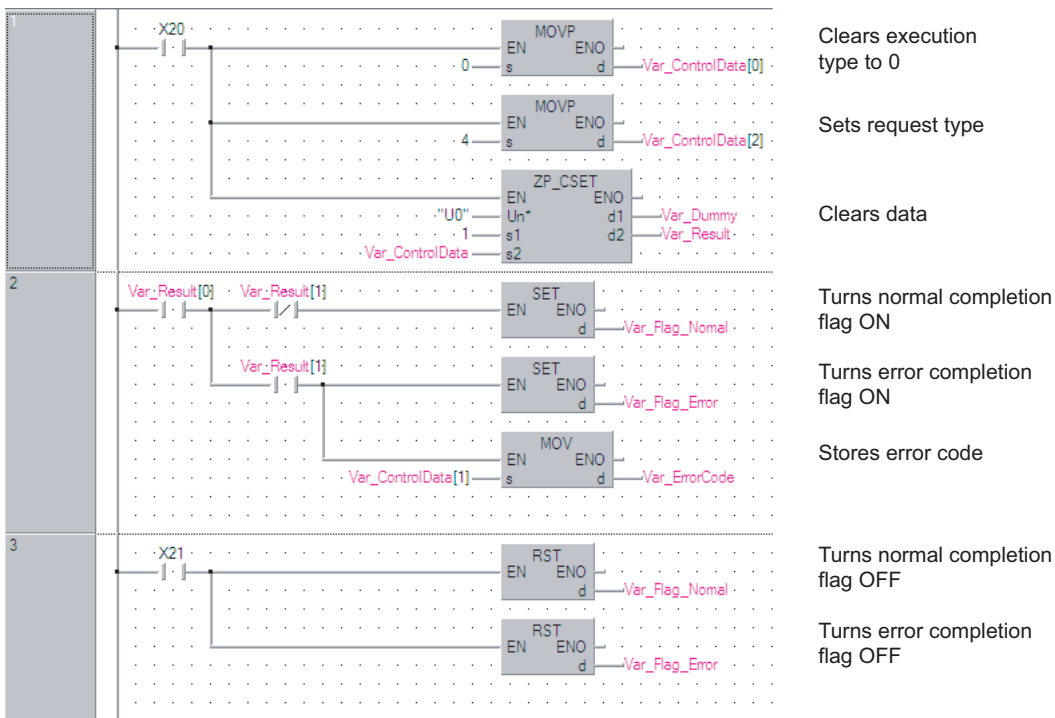 1
X20
MOVP
EN ENO
0 s d Var_ControlData[0]
Clears execution
type to 0
MOVP
EN ENO
4 s d Var_ControlData[2]
Sets request type
ZP_CSET
EN ENO
"U0" Un* d1 Var_Dummy
1 s1 d2 Var_Result
Var_ControlData s2
Clears data
2
Var_Result[0] Var_Result[1]
SET
EN ENO
d Var_Flag_Nomal
Turns normal completion
flag ON
Var_Result[1]
SET
EN ENO
d Var_Flag_Error
Turns error completion
flag ON
MOV
EN ENO
Var_ControlData[1] s d Var_ErrorCode
Stores error code
3
X21
RST
EN ENO
d Var_Flag_Nomal
Turns normal completion
flag OFF
RST
EN ENO
d Var_Flag_Error
Turns error completion
flag OFF